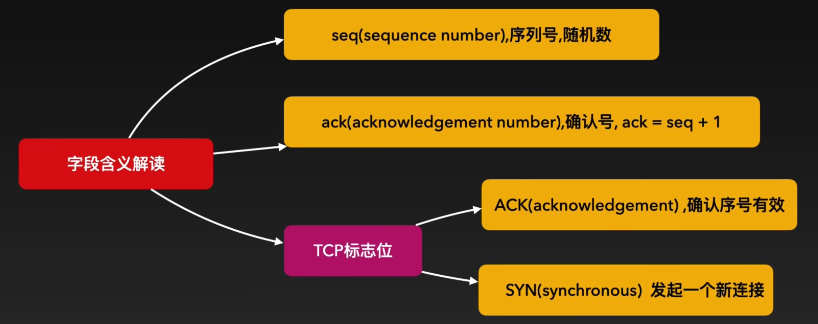 seq(sequence number),序列号,随机数
ack(acknowledgement number),确认号, ack = seq + 1
字段含义解读
ACK(acknowledgement) ,确认序号有效
TCP标志位
SYN(synchronous)  发起一个新连接